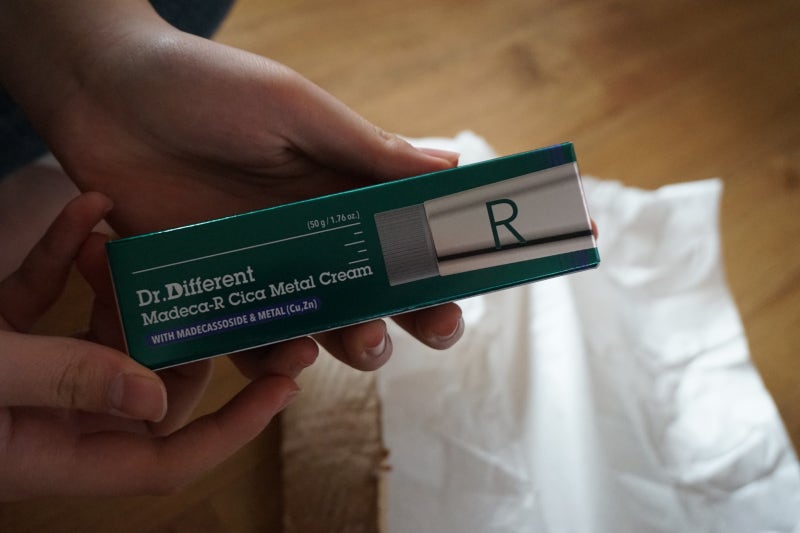 (50 g / 1.76 oz.)
Dr.Different
Madeca-R Cica Metal Cream
WITH MADECASSOSIDE & METAL (Cu,Zn)
R